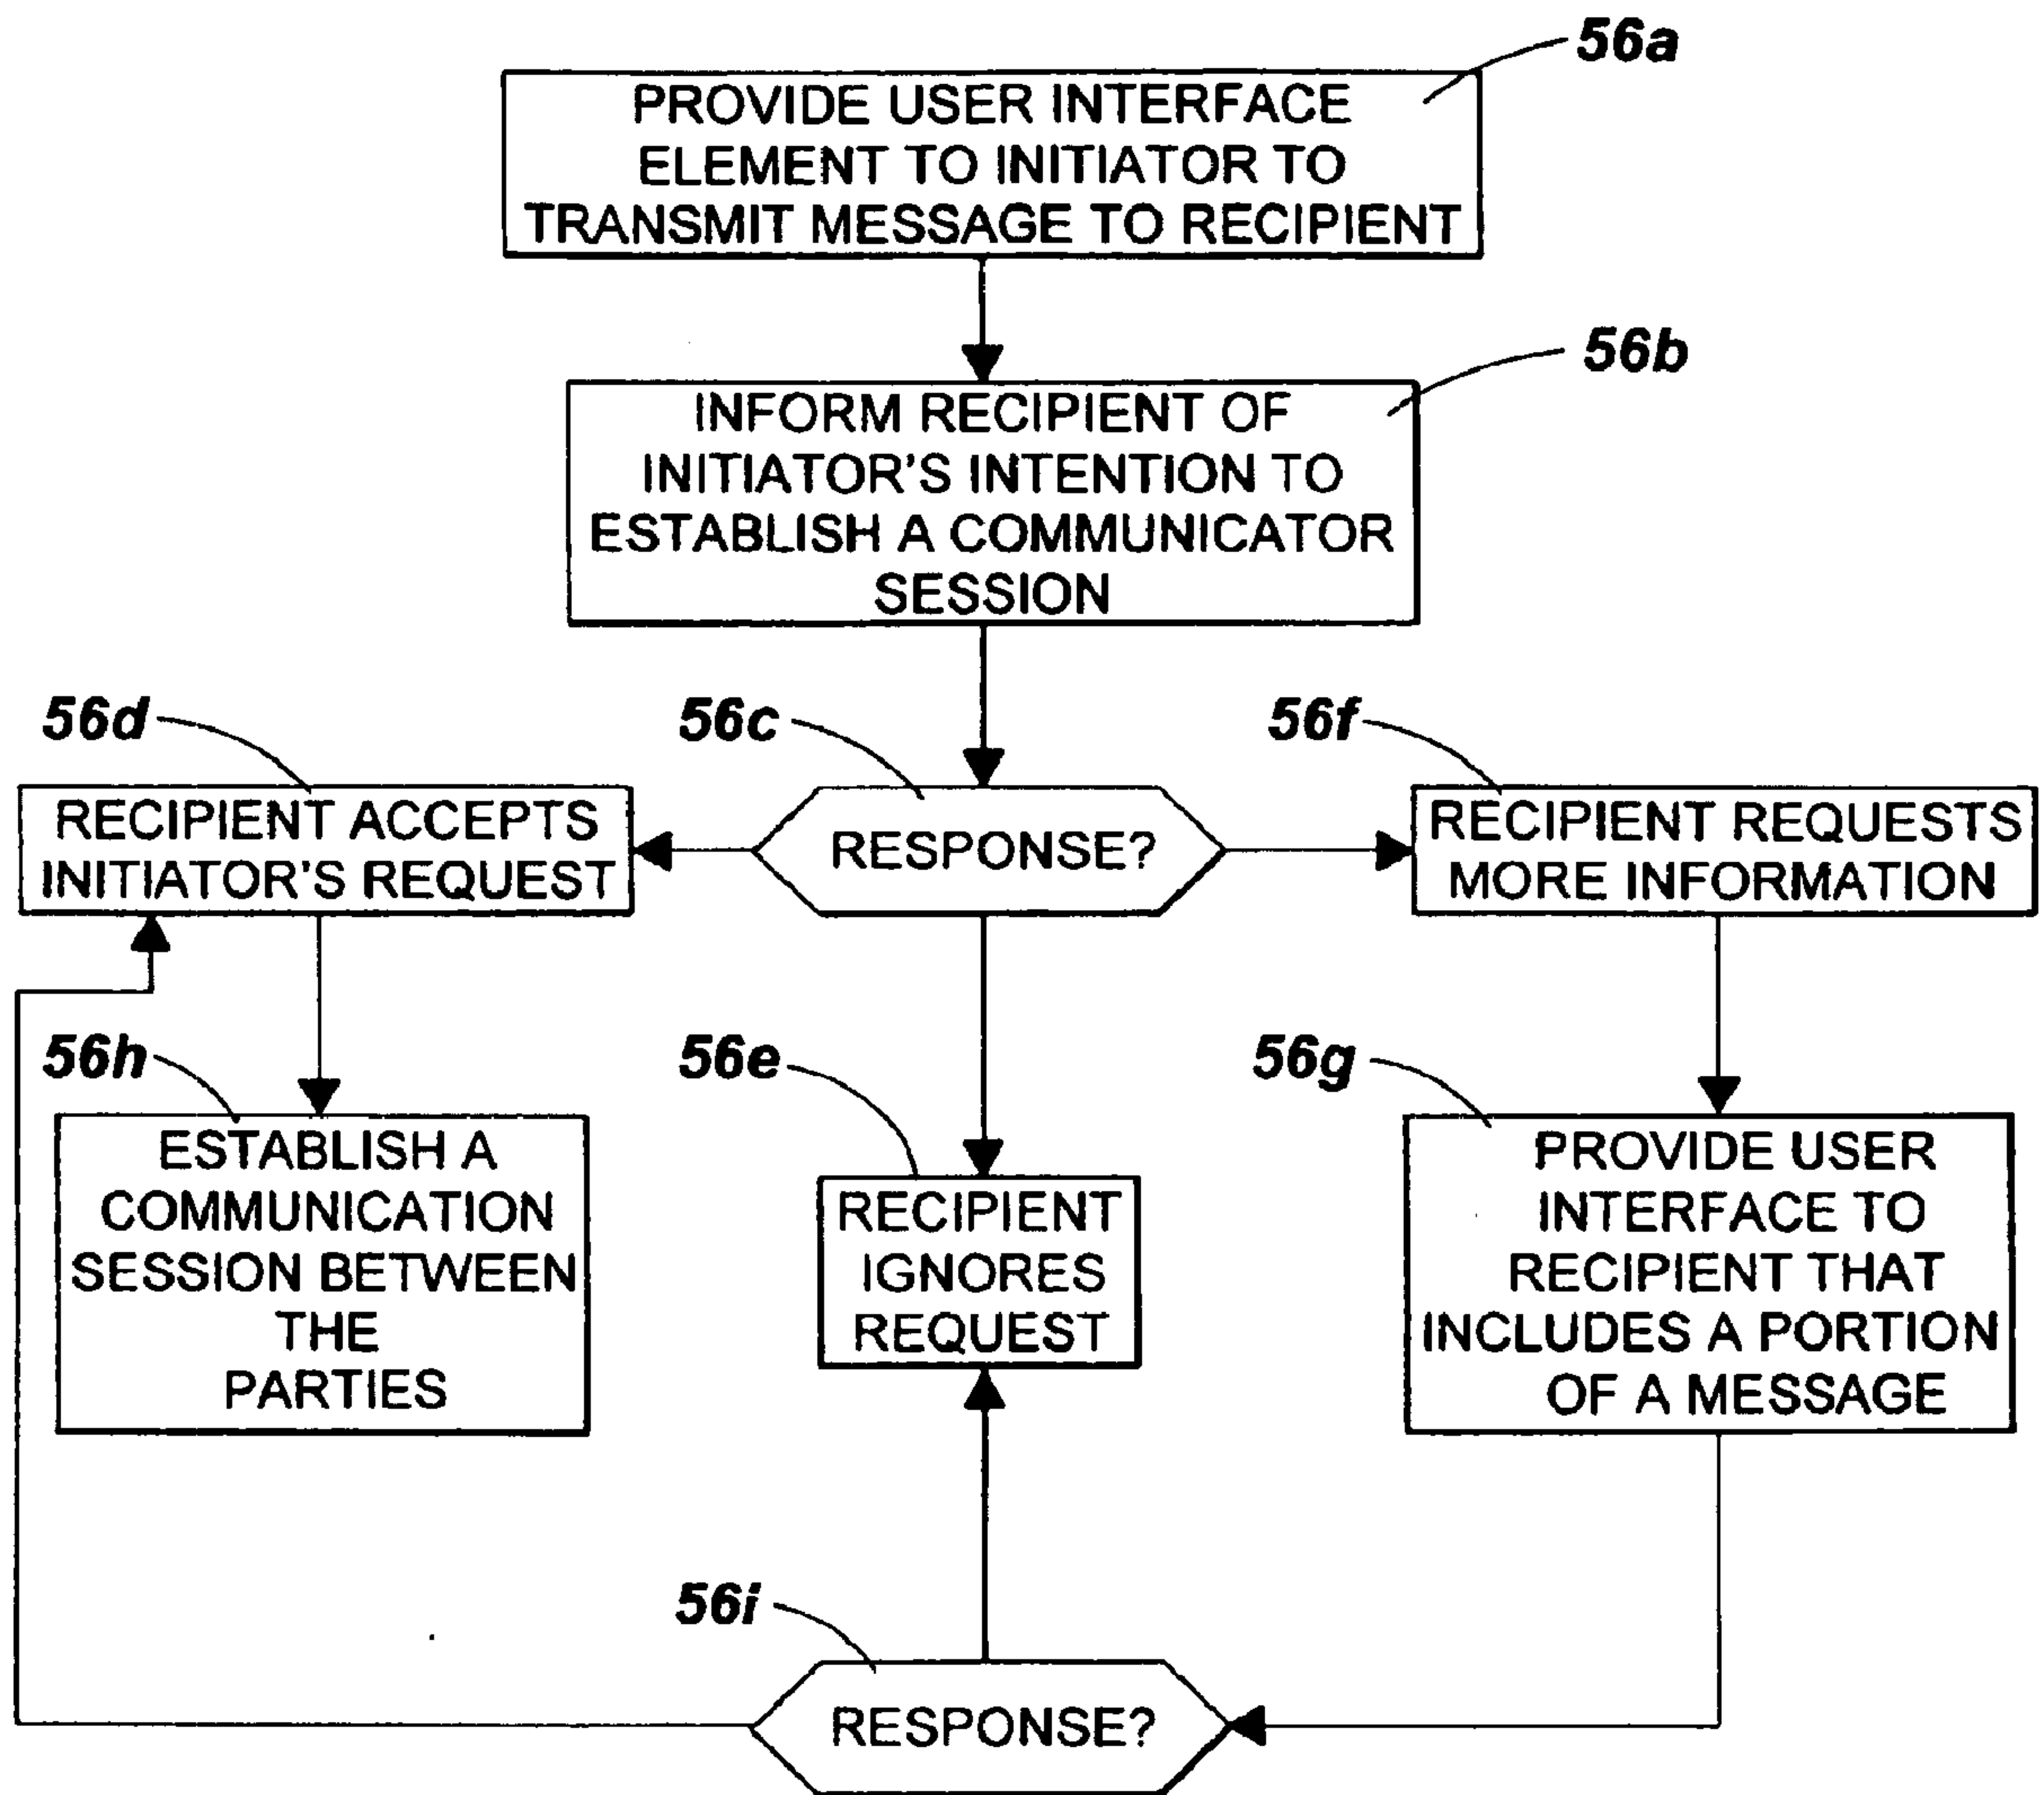 56a
PROVIDE USER INTERFACE
ELEMENT TO INITIATOR TO
TRANSMIT MESSAGE TO RECIPIENT
56b
INFORM RECIPIENT OF
INITIATOR'S INTENTION TO
ESTABLISH A COMMUNICATOR
SESSION
56d
56c
56f
RECIPIENT ACCEPTS
INITIATOR'S REQUEST
RESPONSE?
RECIPIENT REQUESTS
MORE INFORMATION
56h
56e
56g
ESTABLISH A
COMMUNICATION
SESSION BETWEEN
THE
PARTIES
RECIPIENT
IGNORES
REQUEST
PROVIDE USER
INTERFACE TO
RECIPIENT THAT
INCLUDES A PORTION
OF A MESSAGE
56i
RESPONSE?